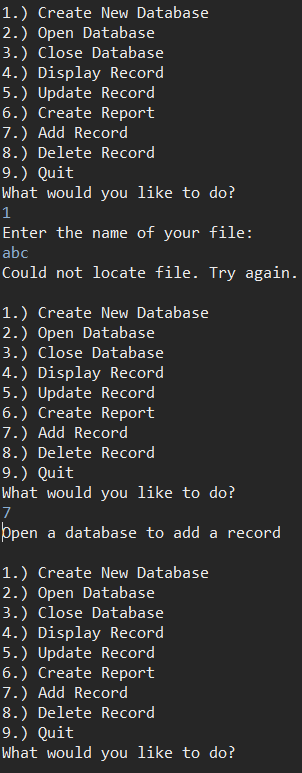 1.) Create New Database
2.) Open Database
3.) Close Database
4.) Display Record
5.) Update Record
6.) Create Report
7.) Add Record
8.) Delete Record
9.) Quit
What would you like to do?
1
Enter the name of your file:
abc
Could not locate file. Try again.

1.) Create New Database
2.) Open Database
3.) Close Database
4.) Display Record
5.) Update Record
6.) Create Report
7.) Add Record
8.) Delete Record
9.) Quit
What would you like to do?
7
Open a database to add a record

1.) Create New Database
2.) Open Database
3.) Close Database
4.) Display Record
5.) Update Record
6.) Create Report
7.) Add Record
8.) Delete Record
9.) Quit
What would you like to do?